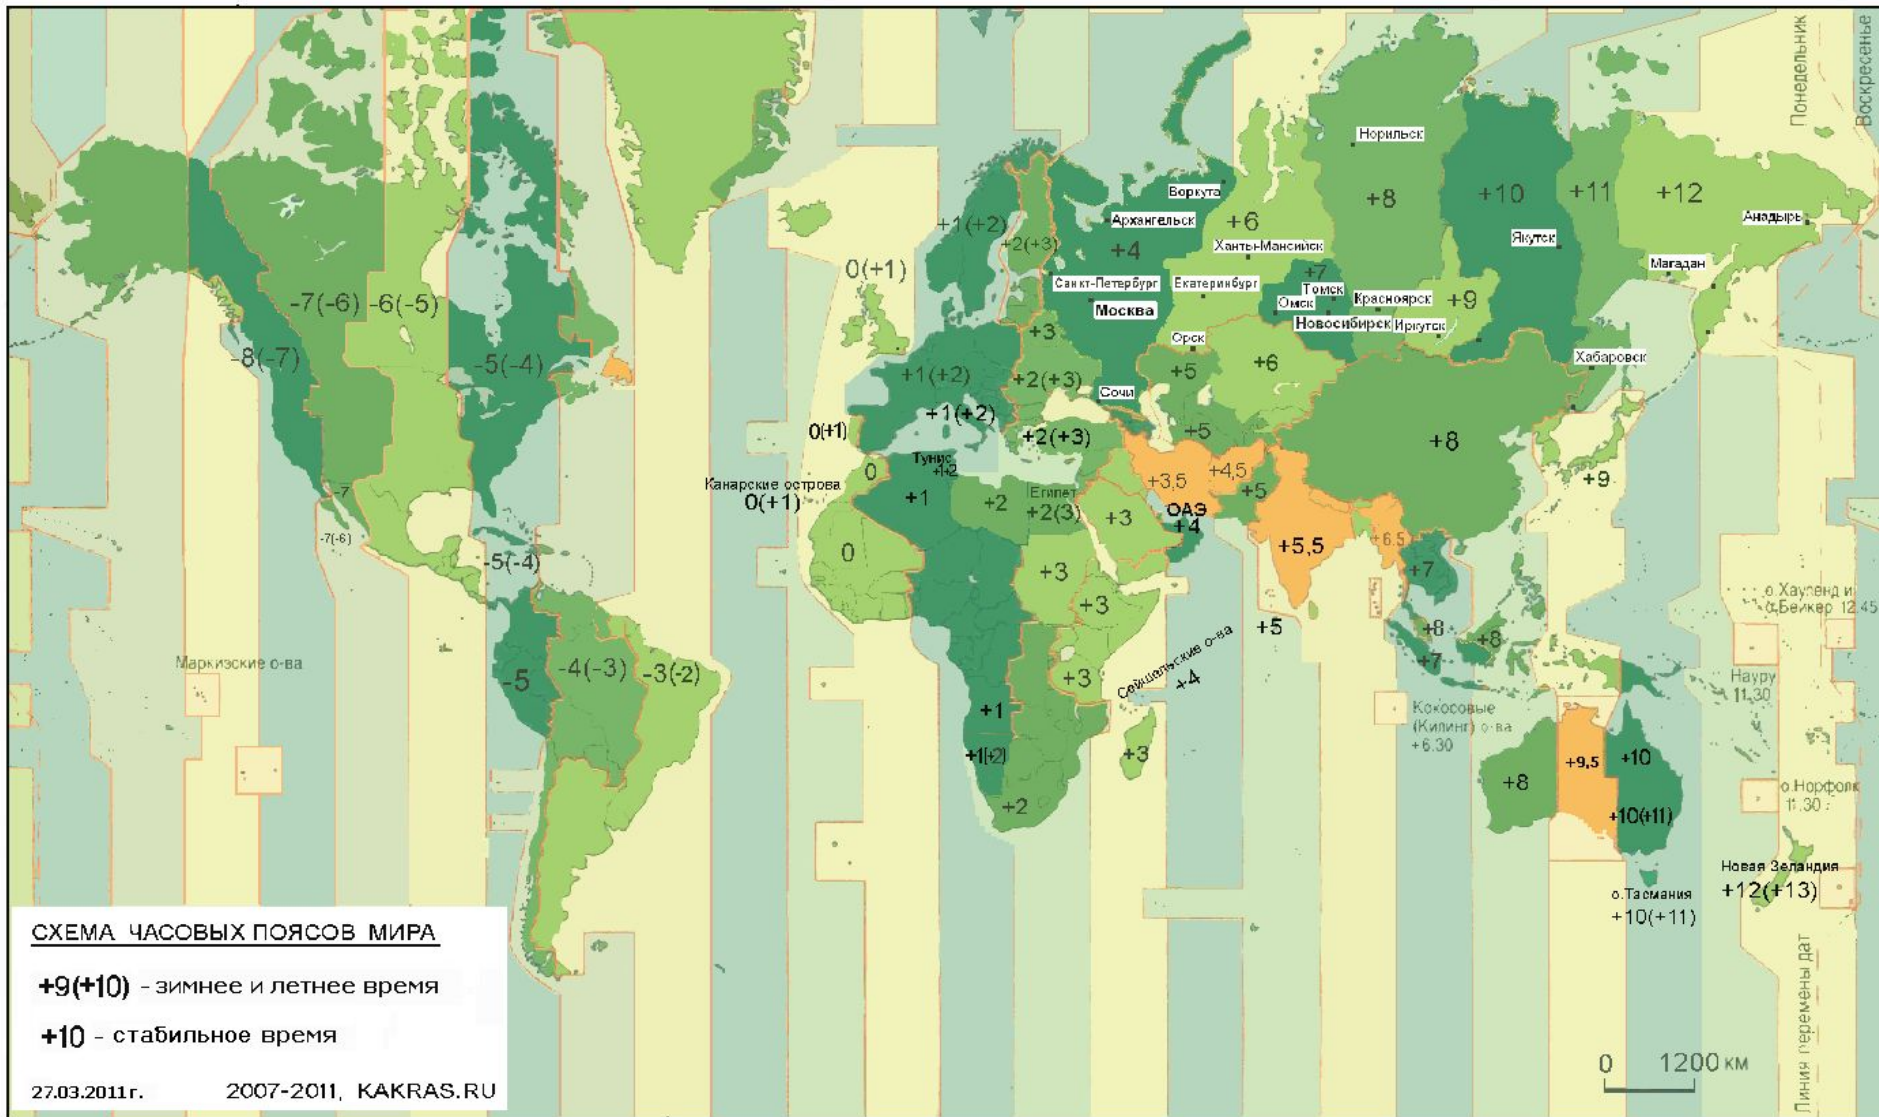 Понедельник
Воскресенье
Норильск
Воркута
+8
+10
+11
+12
Архангельск
+6
Анадырь
+1(+2)
+2(+3)
+4
Якутск
Ханты-Мансийск
0(+1)
Магадан
+7
Санкт-Петербург
Екатеринбург
Томск
Омск
Красноярск
+9
-7(-6)
-6(-5)
Москва
Новосибирск
Иркутск
+3
Орск
Хабаровск
-8(-7)
-5(-4)
+1(+2)
+2(+3)
+5
+6
Сочи
+1(+2)
0(+1)
+2(+3)
+5
+8
Тунис
0
+3,5
+4,5
+9
Канарские острова
0(+1)
-7
+1
+2
Египет
+2(3)
+5
ОАЭ
+4
+3
-7(-6)
-5(-4)
0
+5,5
+6,5
+3
+7
+3
о.Хауленд и
о.Бейкер 12.45
+5
+8
+8
Маркизские о-ва
-5
-4(-3)
-3(-2)
+3
Сейшельские о-ва
+4
+7
Науру
11.30
+1
Кокосовые
(Килинг) о-ва
+6.30
+1(+2)
+3
+8
+9,5
+10
о.Норфолк
11.30
+2
+10(+11)
Новая Зеландия
+12(+13)
о.Тасмания
+10(+11)
Линия перемены дат
СХЕМА ЧАСОВЫХ ПОЯСОВ МИРА
+9(+10) - зимнее и летнее время
+10 - стабильное время
27.03.2011г. 2007-2011, KAKRAS.RU
0 1200 км